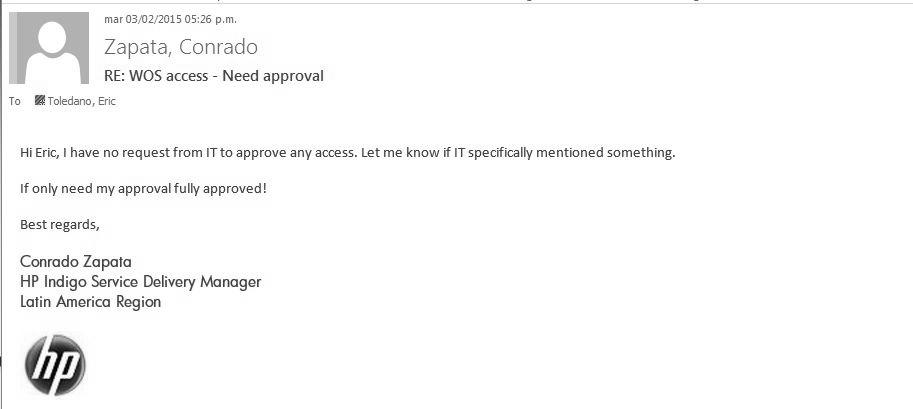 mar 03/02/2015 05:26 p.m.
Zapata, Conrado
RE: WOS access - Need approval
To Toledano, Eric
Hi Eric, I have no request from IT to approve any access. Let me know if IT specifically mentioned something.
If only need my approval fully approved!
Best regards,
Conrado Zapata
HP Indigo Service Delivery Manager
Latin America Region
hp